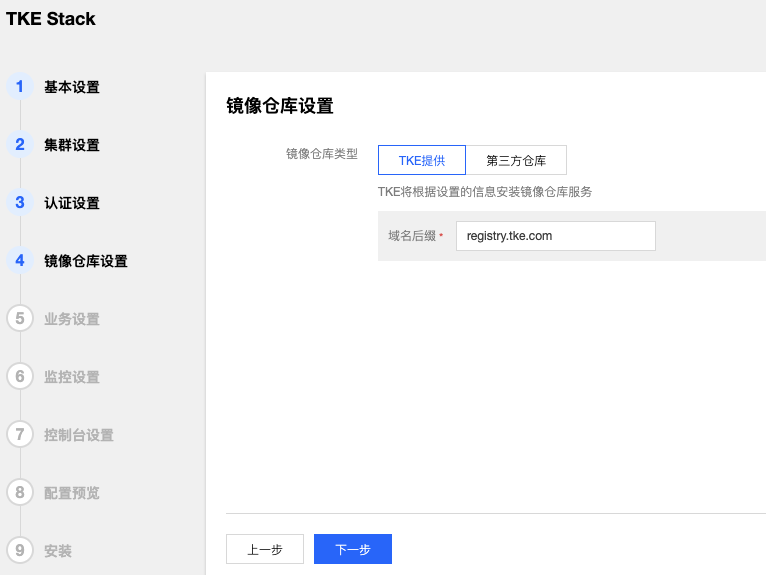 TKE Stack
1 基本设置
2 集群设置
3 认证设置
4 镜像仓库设置
5 业务设置
6 监控设置
7 控制台设置
8 配置预览
9 安装
镜像仓库设置
镜像仓库类型 TKE提供 第三方仓库
TKE将根据设置的信息安装镜像仓库服务
域名后缀 * registry.tke.com
上一步 下一步